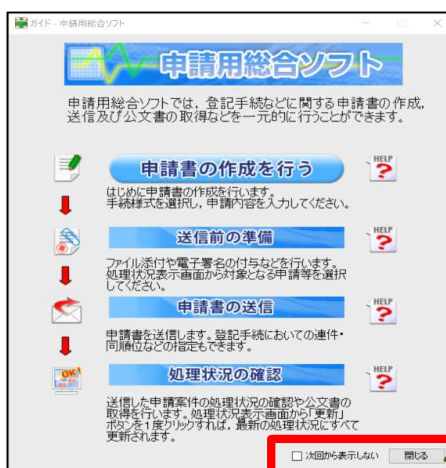 ガイド - 申請用総合ソフト
申請用総合ソフト
申請用総合ソフトでは，登記手続などに関する申請書の作成，
送信及び公文書の取得などを一元的に行うことができます。
申請書の作成を行う
HELP
?
はじめに申請書の作成を行います。
手続様式を選択し，申請内容を入力してください。
送信前の準備
HELP
?
ファイル添付や電子署名の付与などを行います。
処理状況表示画面から対象となる申請等を選択
してください。
申請書の送信
HELP
?
申請書を送信します。登記手続においての連件・
同順位などの指定もできます。
OK!
処理状況の確認
HELP
?
送信した申請案件の処理状況の確認や公文書の
取得を行います。処理状況表示画面から「更新」
ボタンを1度クリックすれば，最新の処理状況にすべて
更新されます。
次回から表示しない
閉じる